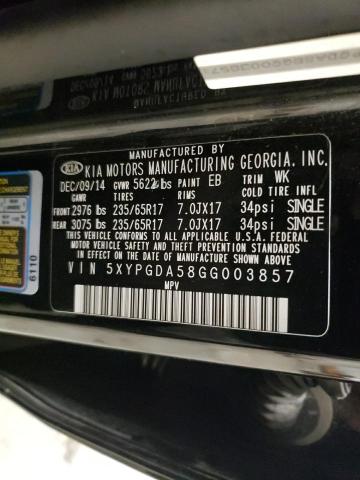 MANUFACTURED BY
KIA KIA MOTORS MANUFACTURING GEORGIA, INC.
DEC/09/14 GVWR 5622 lbs PAINT EB TRIM WK
GAWR TIRES RIMS COLD TIRE INFL
FRONT 2976 lbs 235/65R17 7.0JX17 34psi SINGLE
REAR 3075 lbs 235/65R17 7.0JX17 34psi SINGLE
THIS VEHICLE CONFORMS TO ALL APPLICABLE U.S.A. FEDERAL
MOTOR VEHICLE SAFETY, BUMPER, AND THEFT PREVENTION STANDARDS
IN EFFECT ON THE DATE OF MANUFACTURE SHOWN ABOVE.
VIN 5XYPGDA58GG003857
MPV
6110